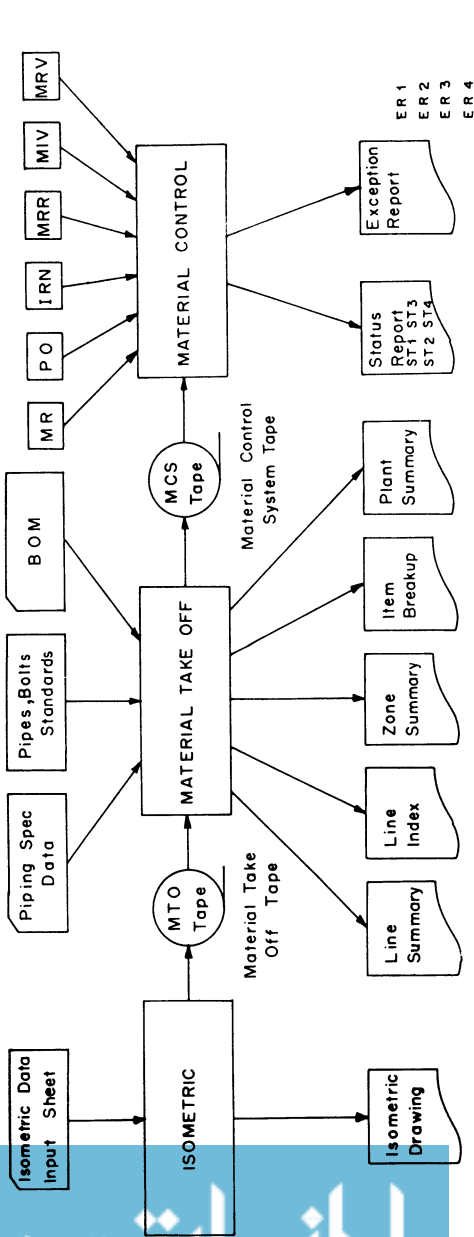 Isometric Data
Input Sheet
Piping Spec
Data
Pipes,Bolts
Standards
BOM
MR
PO
IRN
MRR
MIV
MRV
ISOMETRIC
MTO
Tape
Material Take
Off Tape
MATERIAL TAKE OFF
MCS
Tape
Material Control
System Tape
MATERIAL CONTROL
Isometric
Drawing
Line
Summary
Line
Index
Zone
Summary
Item
Breakup
Plant
Summary
Status
Report
ST1 ST3
ST2 ST4
Exception
Report
ER1
ER2
ER3
ER4